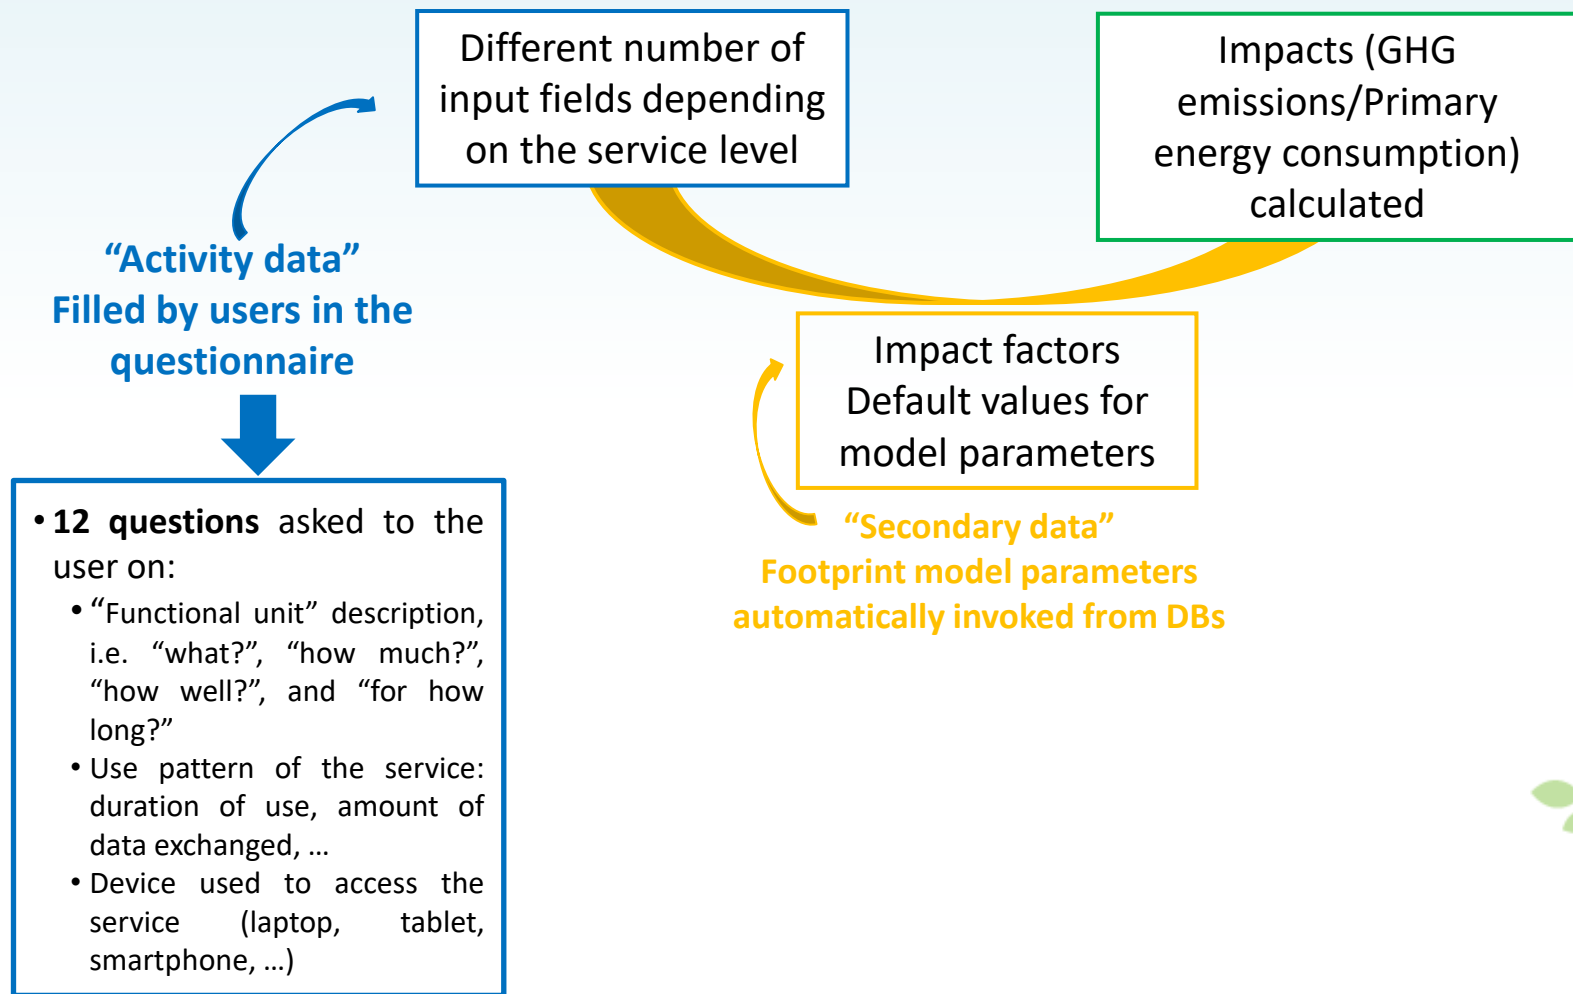 Different number of
input fields depending
on the service level
Impacts (GHG
emissions/Primary
energy consumption)
calculated
“Activity data”
Filled by users in the
questionnaire
Impact factors
Default values for
model parameters
“Secondary data”
Footprint model parameters
automatically invoked from DBs
• 12 questions asked to the
user on:
• “Functional unit” description,
i.e. “what?”, “how much?”,
“how well?”, and “for how
long?”
• Use pattern of the service:
duration of use, amount of
data exchanged, …
• Device used to access the
service (laptop, tablet,
smartphone, …)